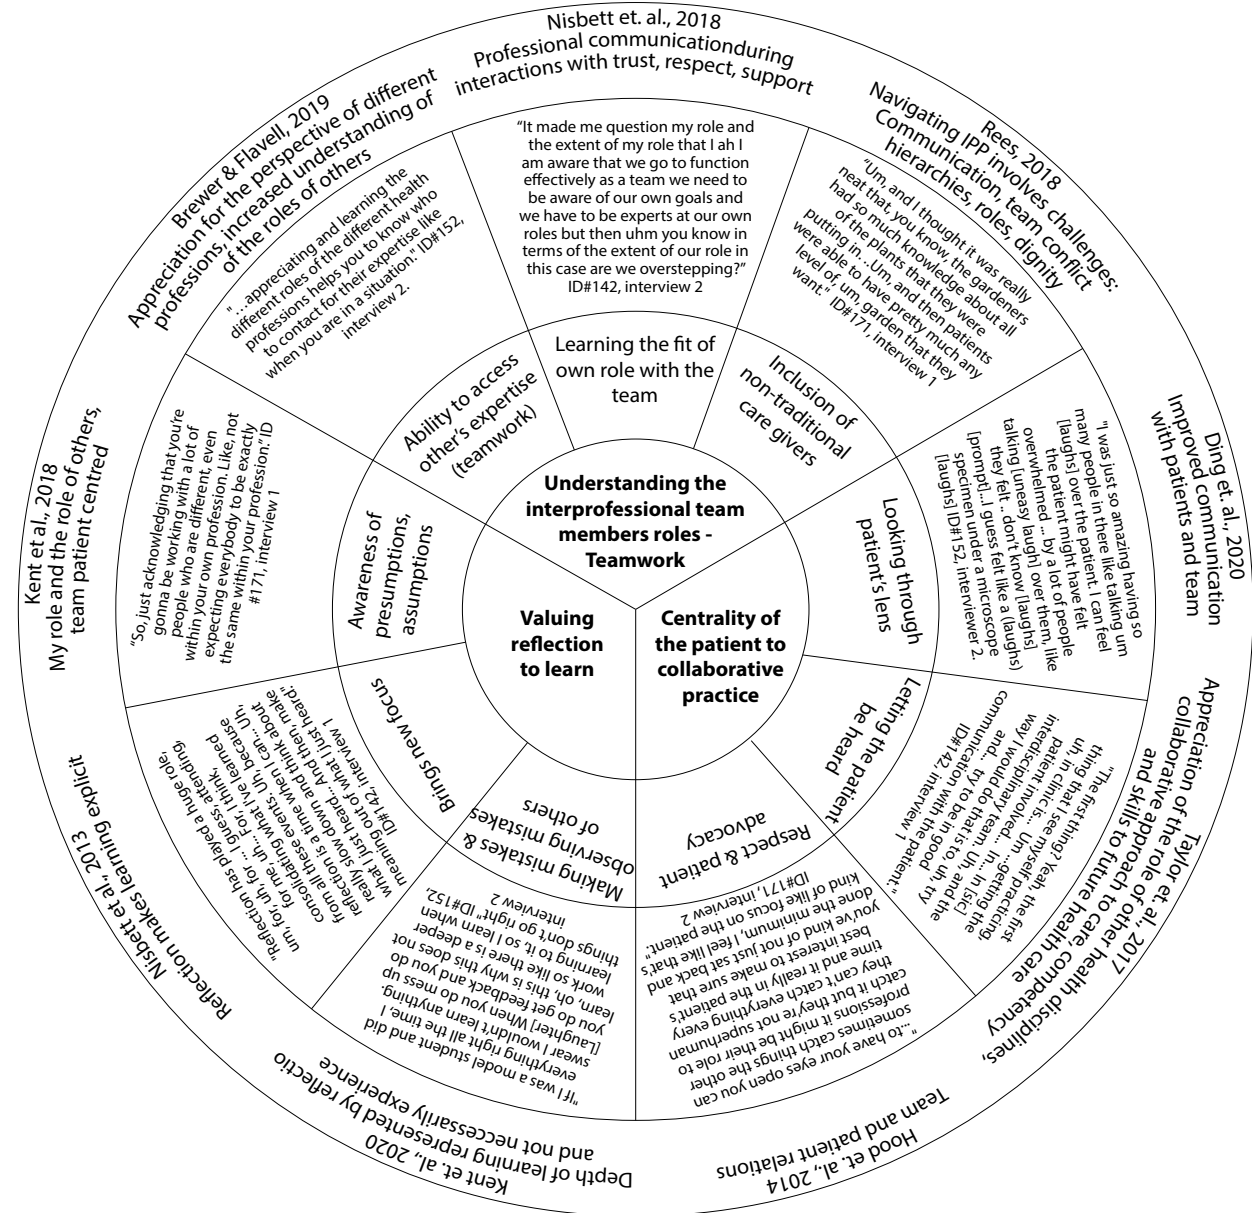 Nisbett et. al., 2018
Professional communicationduring
interactions with trust, respect, support
Rees, 2018
Navigating IPP involves challenges:
Communication, team conflict
hierarchies, roles, dignity
Ding et. al., 2020
Improved communication
with patients and team
Taylor et. al., 2017
Appreciation of the role of other health disciplines,
collaborative approach to care, competency
and skills to future health care
Hood et. al, 2014
Team and patient relations
Kent et. al, 2020
Depth of learning represented by reflectio
and not neccessarily experience
Nisbett et al, 2013
Reflection makes learning explicit
Kent et al., 2018
My role and the role of others,
team patient centred
Brewer & Flavell, 2019
Appreciation for the perspective of different
professions, increased understanding of
of the roles of others
"It made me question my role and
the extent of my role that I ah I
am aware that we go to function
effectively as a team we need to
be aware of our own goals and
we have to be experts at our own
roles but then uhm you know in
terms of the extent of our role in
this case are we overstepping?"
ID#142, interview 2
"Um, and I thought it was really
neat that, you know, the gardeners
had so much knowledge about all
of the plants that they were
putting in...Um, and then patients
were able to have pretty much any
level of, um, garden that they
want." ID#171, interview 1
"I was just so amazing having so
many people in there like talking um
[laughs] over the patient. I can feel
the patient might have felt
overwhelmed .. by a lot of people
talking [uneasy laugh] over them, like
they felt .. don't know [laughs]
[prompt]...I guess felt like a (laughs)
specimen under a microscope
[laughs] ID#152, interviewer 2.
"The first thing? Yeah, the first
thing that I see myself practicing,
uh, in clinic is... Um ...getting the
patient involved... in... in [sic]
interdisciplinary team. Uh, and the
way I would do that is to, uh, try
and... try to be in good
communication with the patient."
ID#142, interview 1
"...to have your eyes open you can
sometimes catch things the other
professions it might be their role to
catch it but they're not superhuman
they can't catch everything every
time and it really in the patient's
best interest to make sure that
you've kind of not just sat back and
done the minimum, I feel like that's
kind of like focus on the patient."
ID#171, interview 2
"If I was a model student and did
everything right all the time, I
swear I wouldn't learn anything.
[Laughter] When you mess up
you do get feedback and you do
learn, oh, this is why this does not
work so like there is a deeper
learning to it, so I learn when
things don't go right" ID#152,
interview 2
"Reflection has played a huge role,
um, for, uh, for ... I guess, attending,
uh, for me... uh... For, I think,
consolidating what I've learned
from all these events. Uh, because
reflection is a time when I can... Uh,
really slow down and think about
what I just heard... And then, make
meaning out of what I just heard."
ID#142, interview 1
"So, just acknowledging that you're
gonna be working with a lot of
people who are different, even
within your own profession. Like, not
expecting everybody to be exactly
the same within your profession." ID
#171, interview 1
" ...appreciating and learning the
different roles of the different health
professions helps you to know who
to contact for their expertise like
when you are in a situation." ID#152,
interview 2.
Learning the fit of
own role with the
team
Inclusion of
non-traditional
care givers
Looking through
patient's lens
Letting the patient
be heard
Respect & patient
advocacy
Making mistakes &
observing mistakes
of others
Brings new focus
Awareness of
presumptions,
assumptions
Ability to access
other's expertise
(teamwork)
Understanding the
interprofessional team
members roles -
Teamwork
Centrality of
the patient to
collaborative
practice
Valuing
reflection
to learn